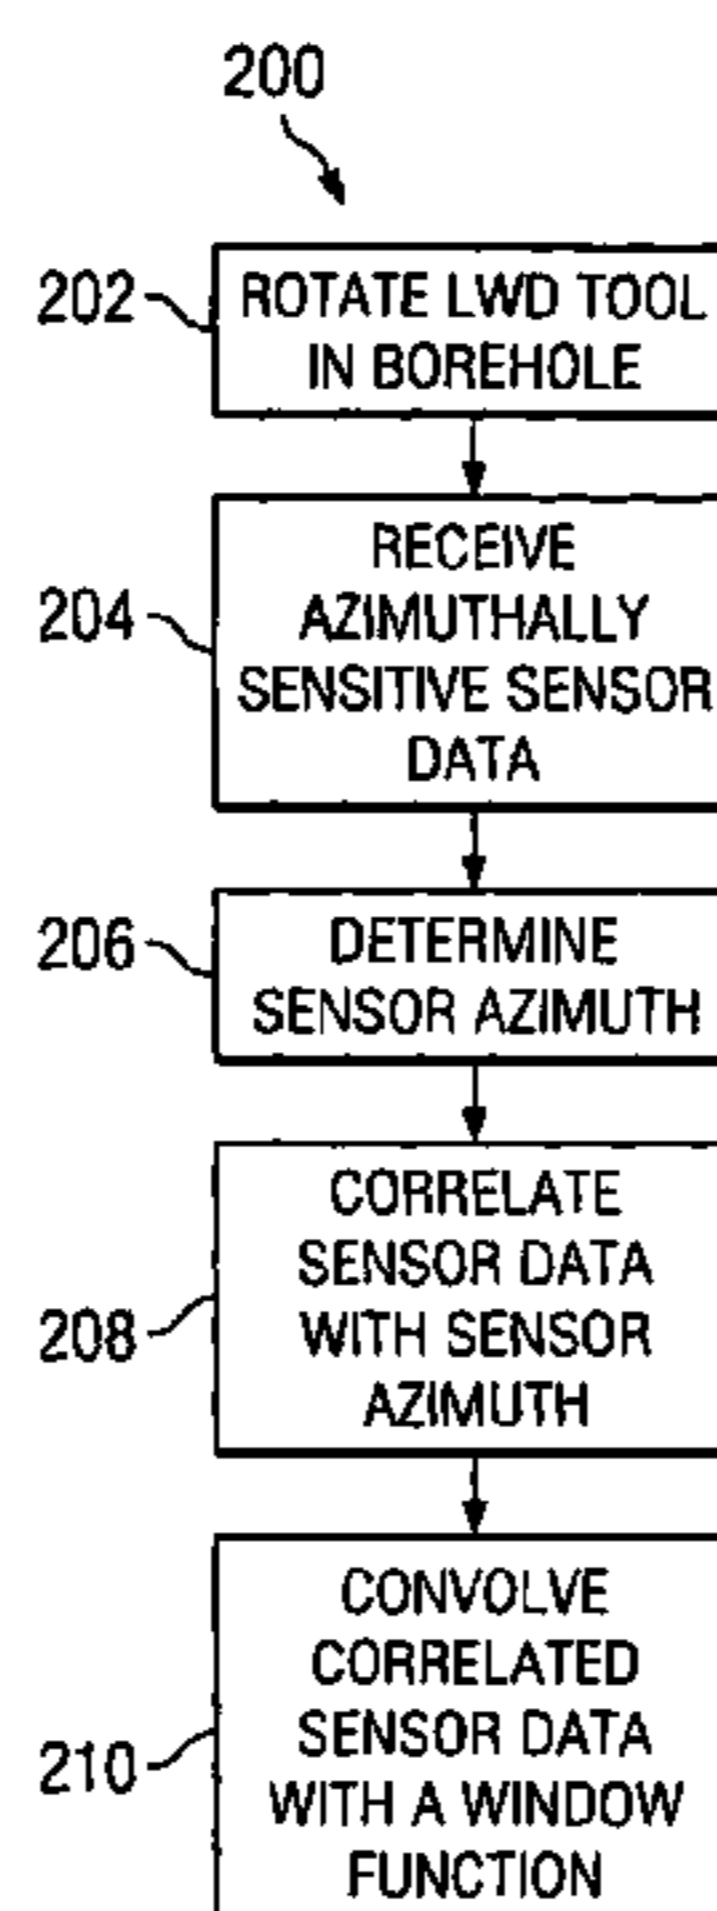 200
202
ROTATE LWD TOOL
IN BOREHOLE
204
RECEIVE
AZIMUTHALLY
SENSITIVE SENSOR
DATA
206
DETERMINE
SENSOR AZIMUTH
208
CORRELATE
SENSOR DATA
WITH SENSOR
AZIMUTH
210
CONVOLVE
CORRELATED
SENSOR DATA
WITH A WINDOW
FUNCTION